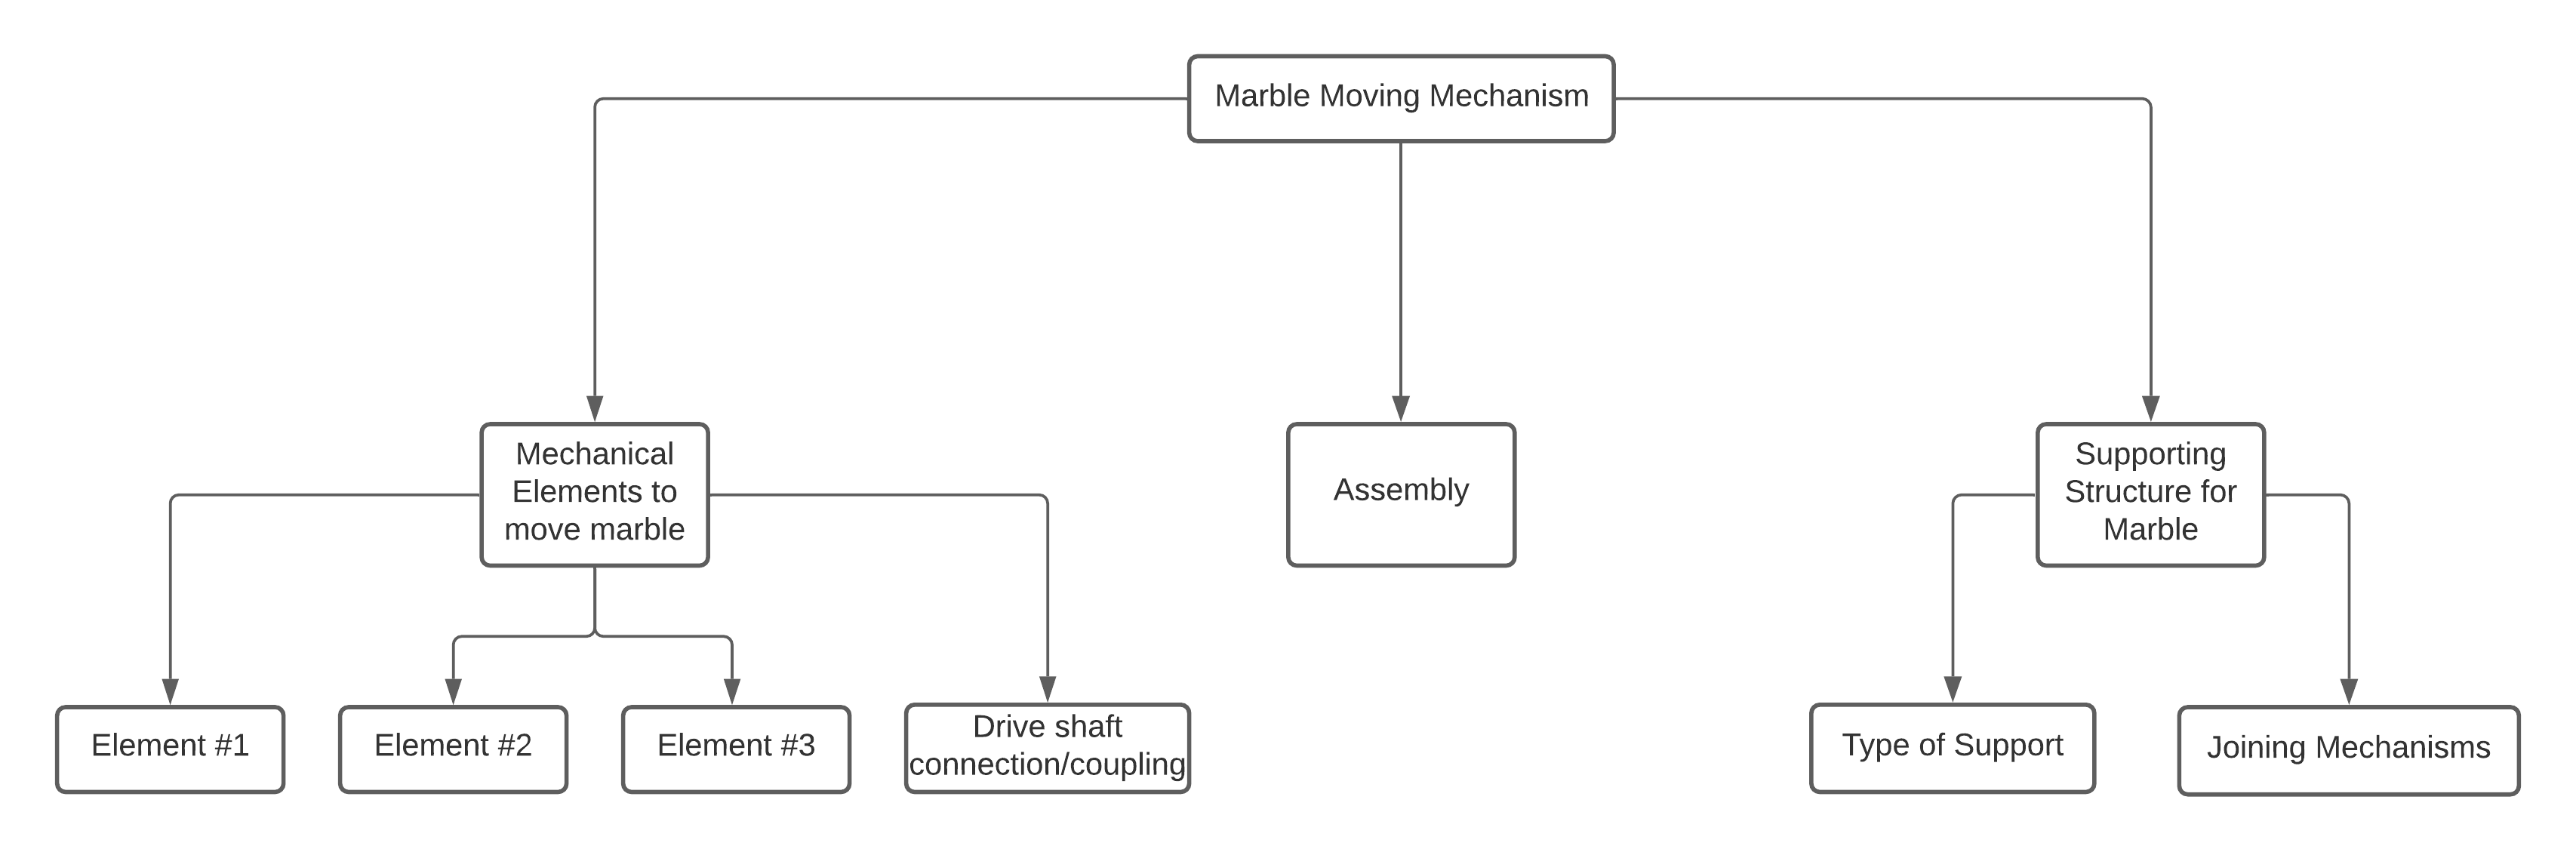 Marble Moving Mechanism
Mechanical
Elements to
move marble
Assembly
Supporting
Structure for
Marble
Element #1
Element #2
Element #3
Drive shaft
connection/coupling
Type of Support
Joining Mechanisms